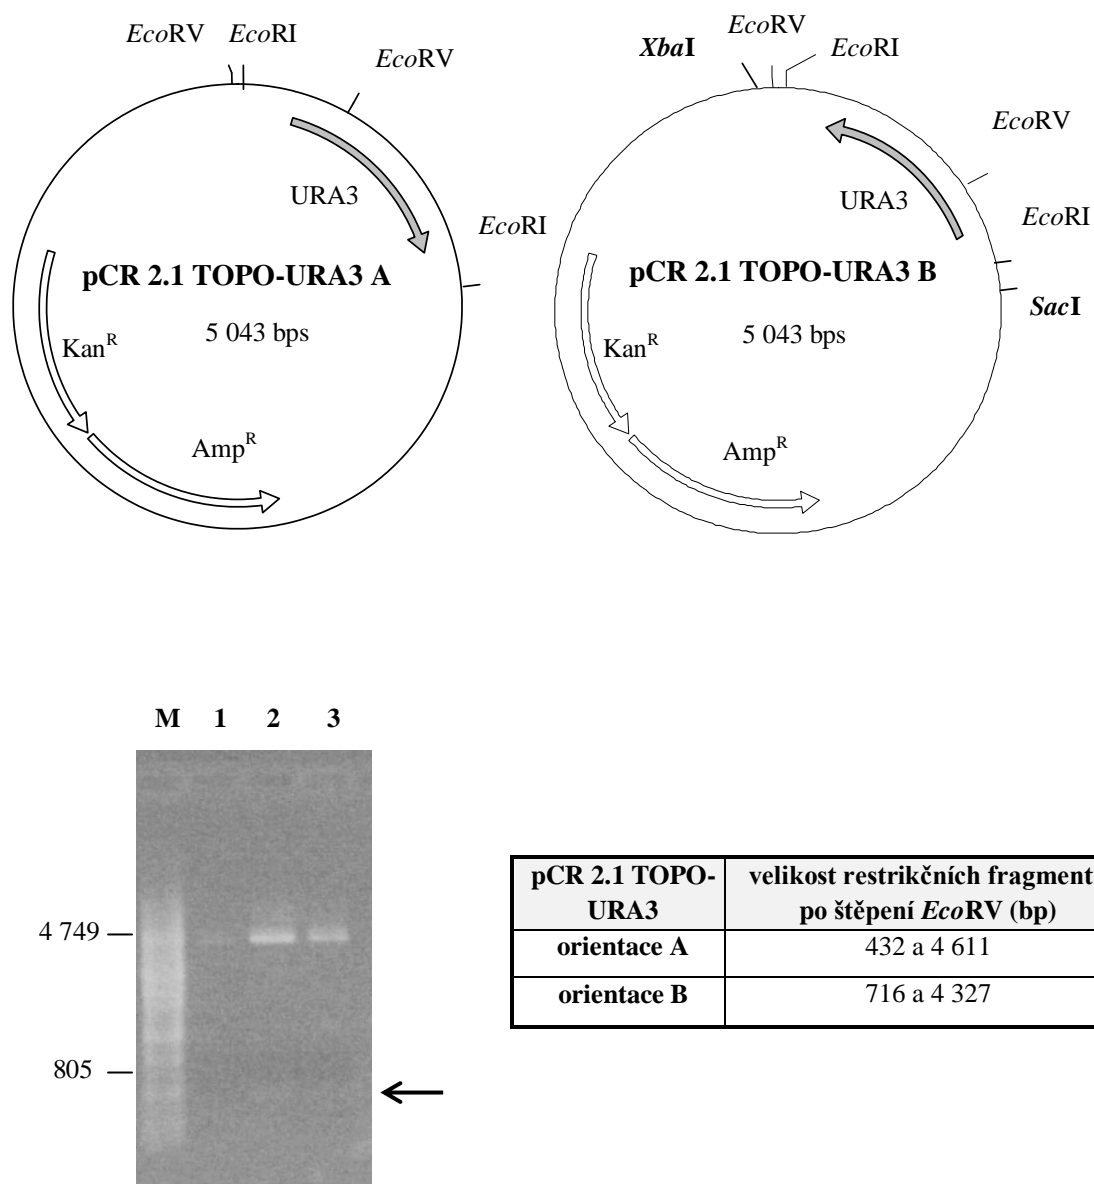 EcoRV EcoRI
EcoRV
URA3
EcoRI
pCR 2.1 TOPO-URA3 A
5 043 bps
Kan^R
Amp^R
XbaI
EcoRV
EcoRI
EcoRV
URA3
EcoRI
pCR 2.1 TOPO-URA3 B
SacI
5 043 bps
Kan^R
Amp^R
M 1 2 3
4 749
805
pCR 2.1 TOPO-
URA3
velikost restrikčních fragment
po štěpení EcoRV (bp)
orientace A
432 a 4 611
orientace B
716 a 4 327